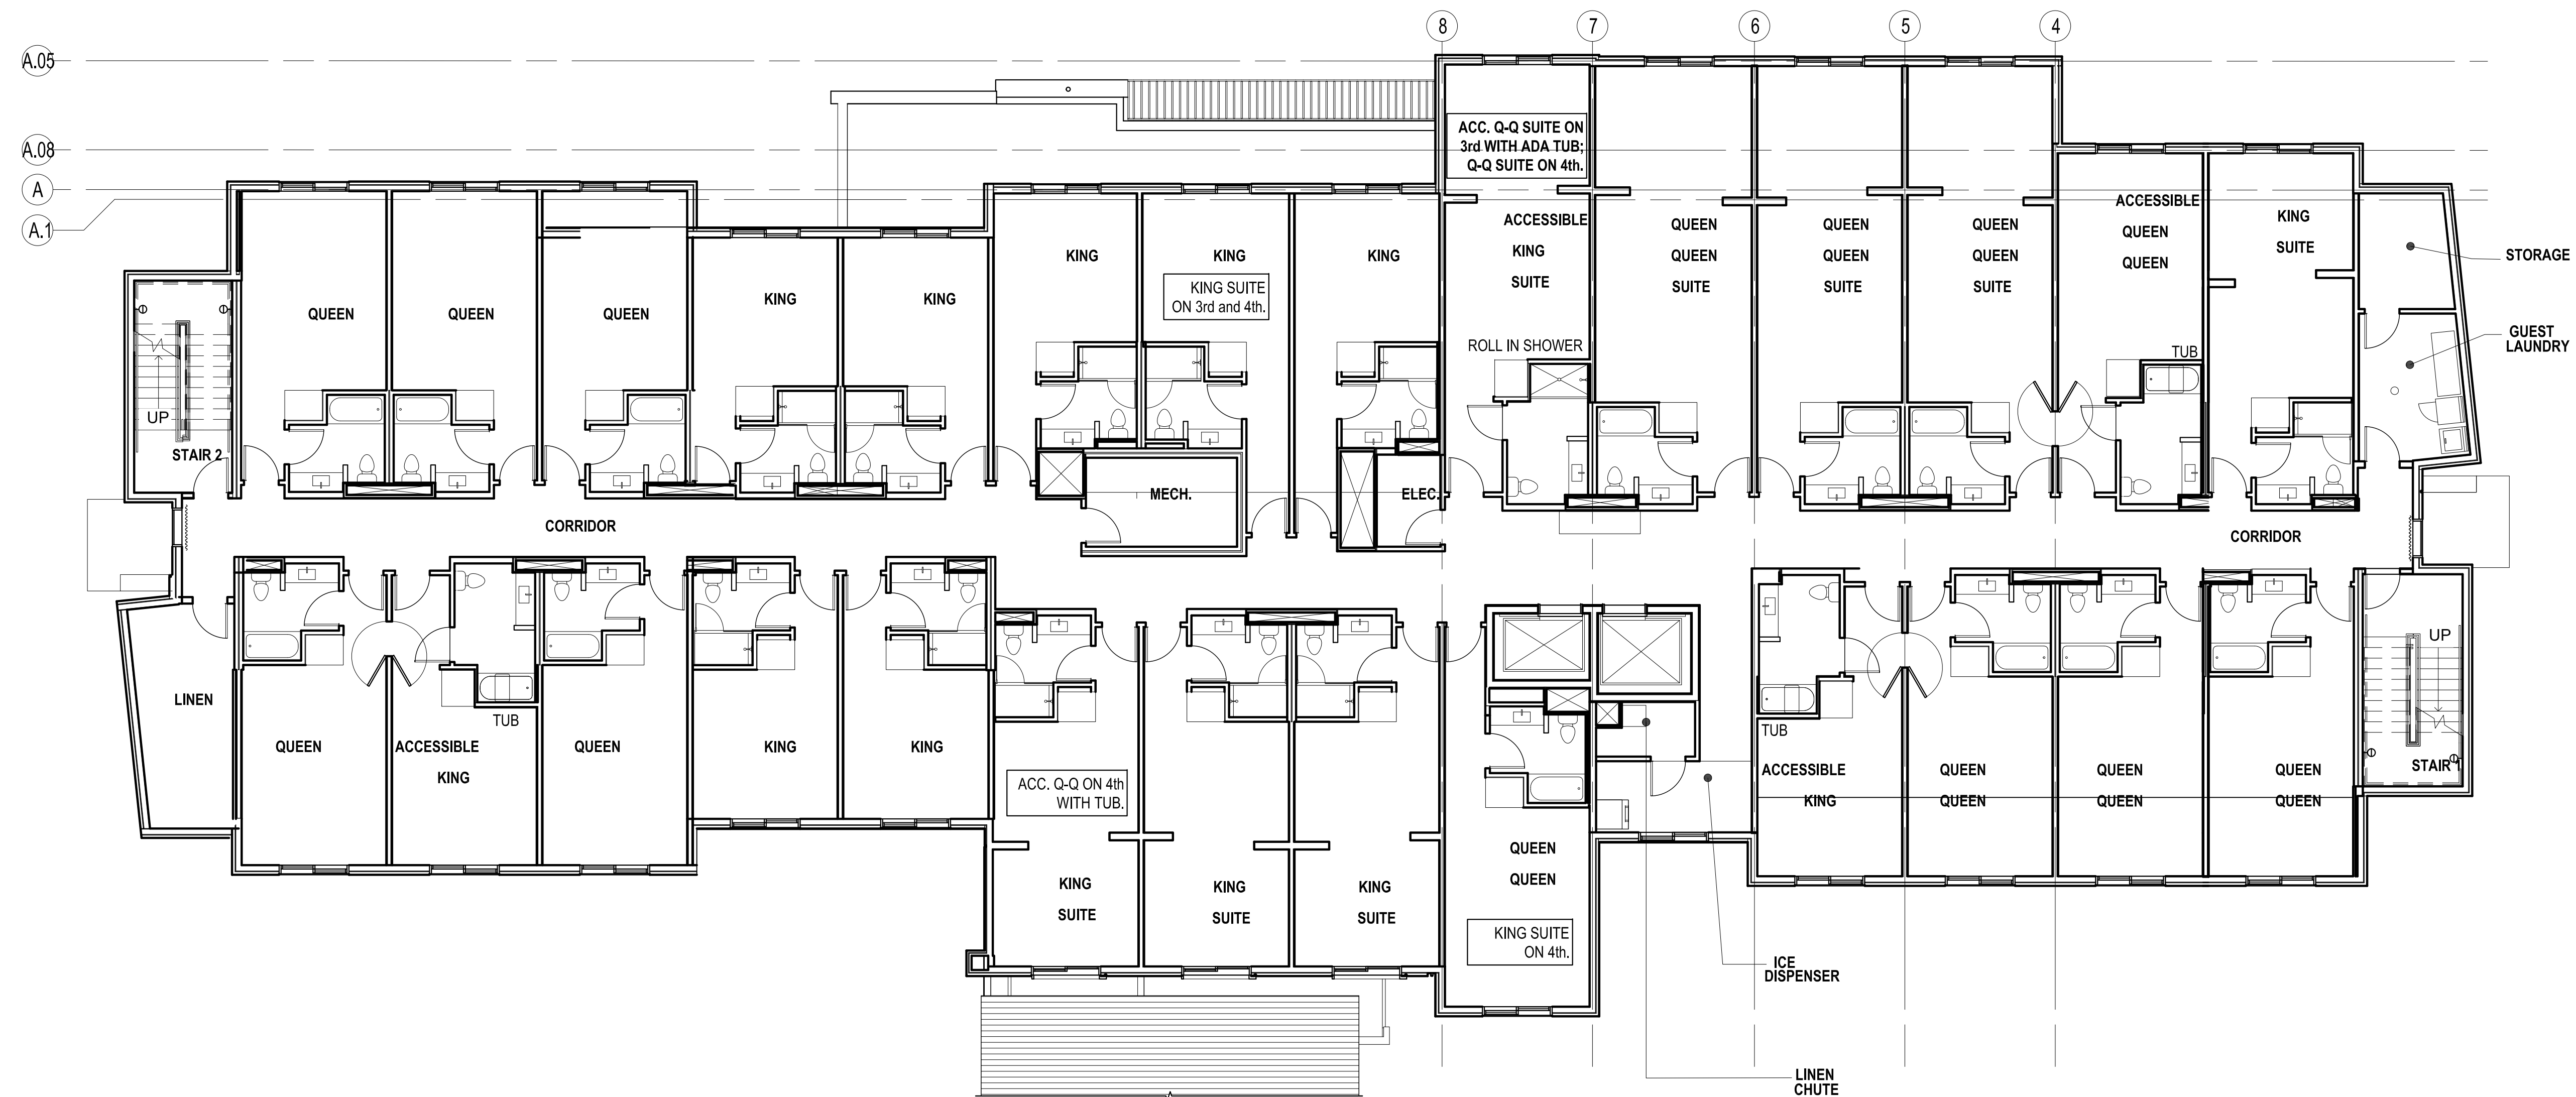 8
7
6
5
4
A.05
A.08
A
A.1
ACC. Q-Q SUITE ON
3rd WITH ADA TUB;
Q-Q SUITE ON 4th.
QUEEN
QUEEN
QUEEN
KING
KING
KING
KING
KING SUITE
ON 3rd and 4th.
KING
ACCESSIBLE
KING
SUITE
ROLL IN SHOWER
QUEEN
QUEEN
SUITE
QUEEN
QUEEN
SUITE
QUEEN
QUEEN
SUITE
ACCESSIBLE
QUEEN
QUEEN
TUB
KING
SUITE
STORAGE
GUEST
LAUNDRY
UP
STAIR 2
MECH.
ELEC.
CORRIDOR
CORRIDOR
LINEN
QUEEN
ACCESSIBLE
KING
TUB
QUEEN
KING
KING
ACC. Q-Q ON 4th
WITH TUB.
KING
SUITE
KING
SUITE
KING
SUITE
QUEEN
QUEEN
KING SUITE
ON 4th.
TUB
ACCESSIBLE
KING
QUEEN
QUEEN
QUEEN
QUEEN
QUEEN
QUEEN
UP
STAIR 1
ICE
DISPENSER
LINEN
CHUTE